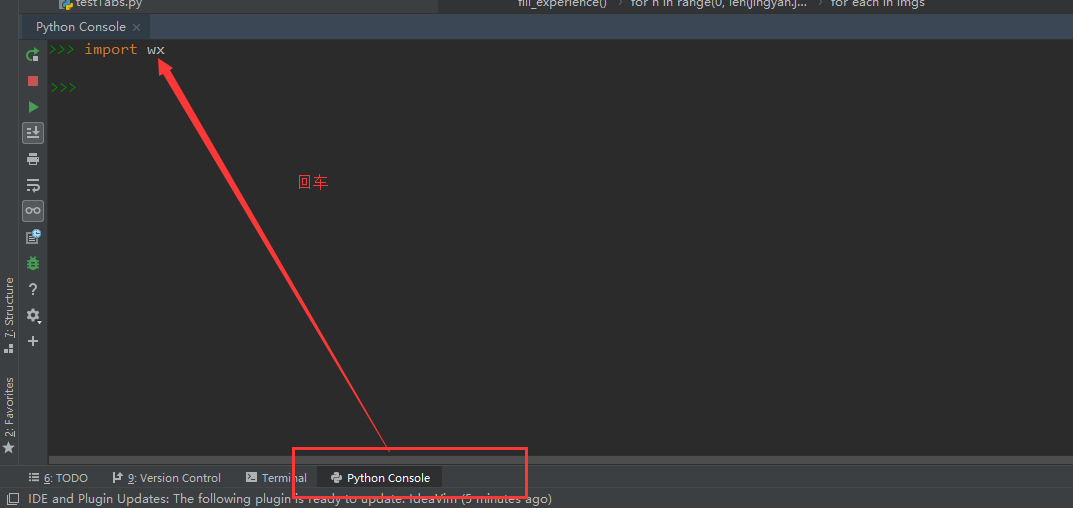 testTabs.py
fill_experience() › for n in range(0, len(jingyan.j... › for each in imgs
Python Console ×
>>> import wx
>>>
回车
7: Structure
2: Favorites
6: TODO
9: Version Control
Terminal
Python Console
IDE and Plugin Updates: The following plugin is ready to update: IdeaVim (5 minutes ago)